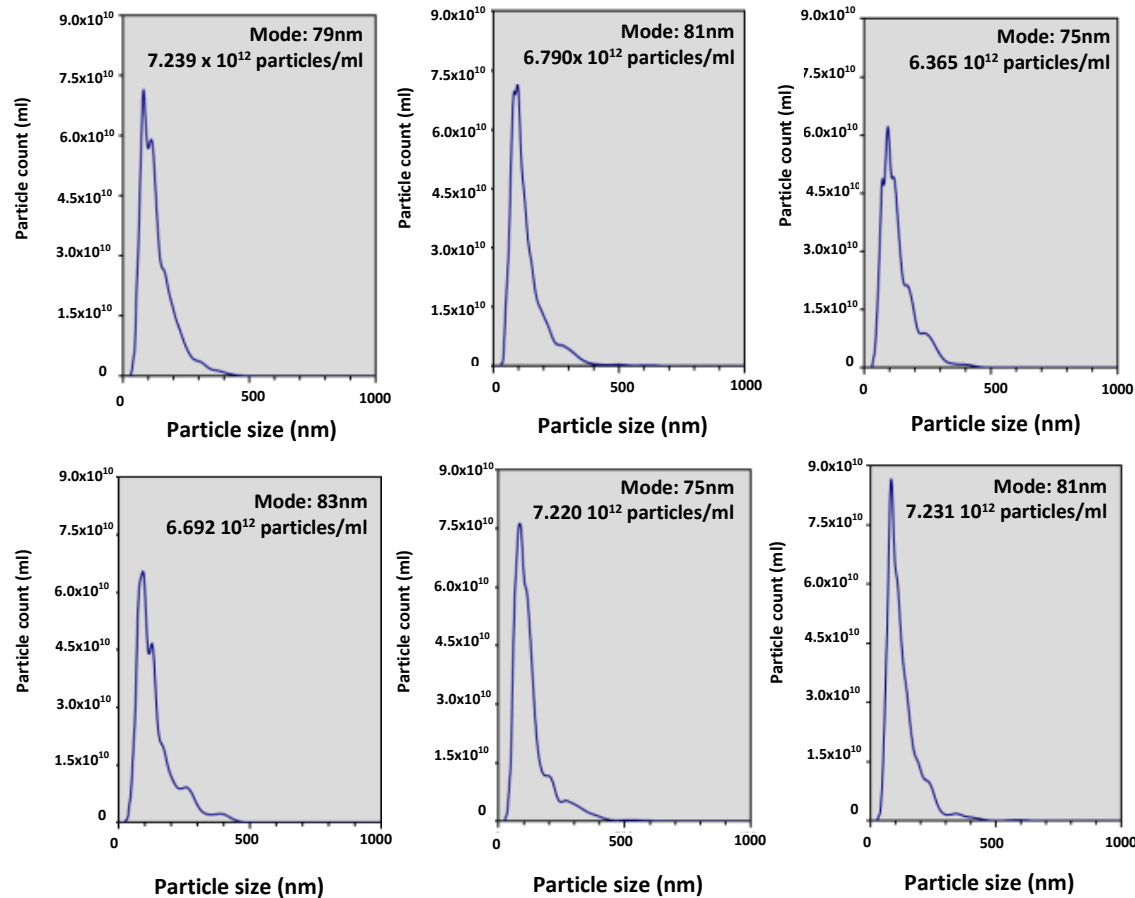 9.0x10¹⁰
Mode: 79nm
7.239 x 10¹² particles/ml
7.5x10¹⁰
6.0x10¹⁰
4.5x10¹⁰
3.0x10¹⁰
1.5x10¹⁰
0
Particle count (ml)
0 500 1000
Particle size (nm)
9.0x10¹⁰
Mode: 81nm
6.790x 10¹² particles/ml
7.5x10¹⁰
6.0x10¹⁰
4.5x10¹⁰
3.0x10¹⁰
1.5x10¹⁰
0
Particle count (ml)
0 500 1000
Particle size (nm)
9.0x10¹⁰
Mode: 75nm
6.365 10¹² particles/ml
7.5x10¹⁰
6.0x10¹⁰
4.5x10¹⁰
3.0x10¹⁰
1.5x10¹⁰
0
Particle count (ml)
0 500 1000
Particle size (nm)
9.0x10¹⁰
Mode: 83nm
6.692 10¹² particles/ml
7.5x10¹⁰
6.0x10¹⁰
4.5x10¹⁰
3.0x10¹⁰
1.5x10¹⁰
0
Particle count (ml)
0 500 1000
Particle size (nm)
9.0x10¹⁰
Mode: 75nm
7.220 10¹² particles/ml
7.5x10¹⁰
6.0x10¹⁰
4.5x10¹⁰
3.0x10¹⁰
1.5x10¹⁰
0
Particle count (ml)
0 500 1000
Particle size (nm)
9.0x10¹⁰
Mode: 81nm
7.231 10¹² particles/ml
7.5x10¹⁰
6.0x10¹⁰
4.5x10¹⁰
3.0x10¹⁰
1.5x10¹⁰
0
Particle count (ml)
0 500 1000
Particle size (nm)